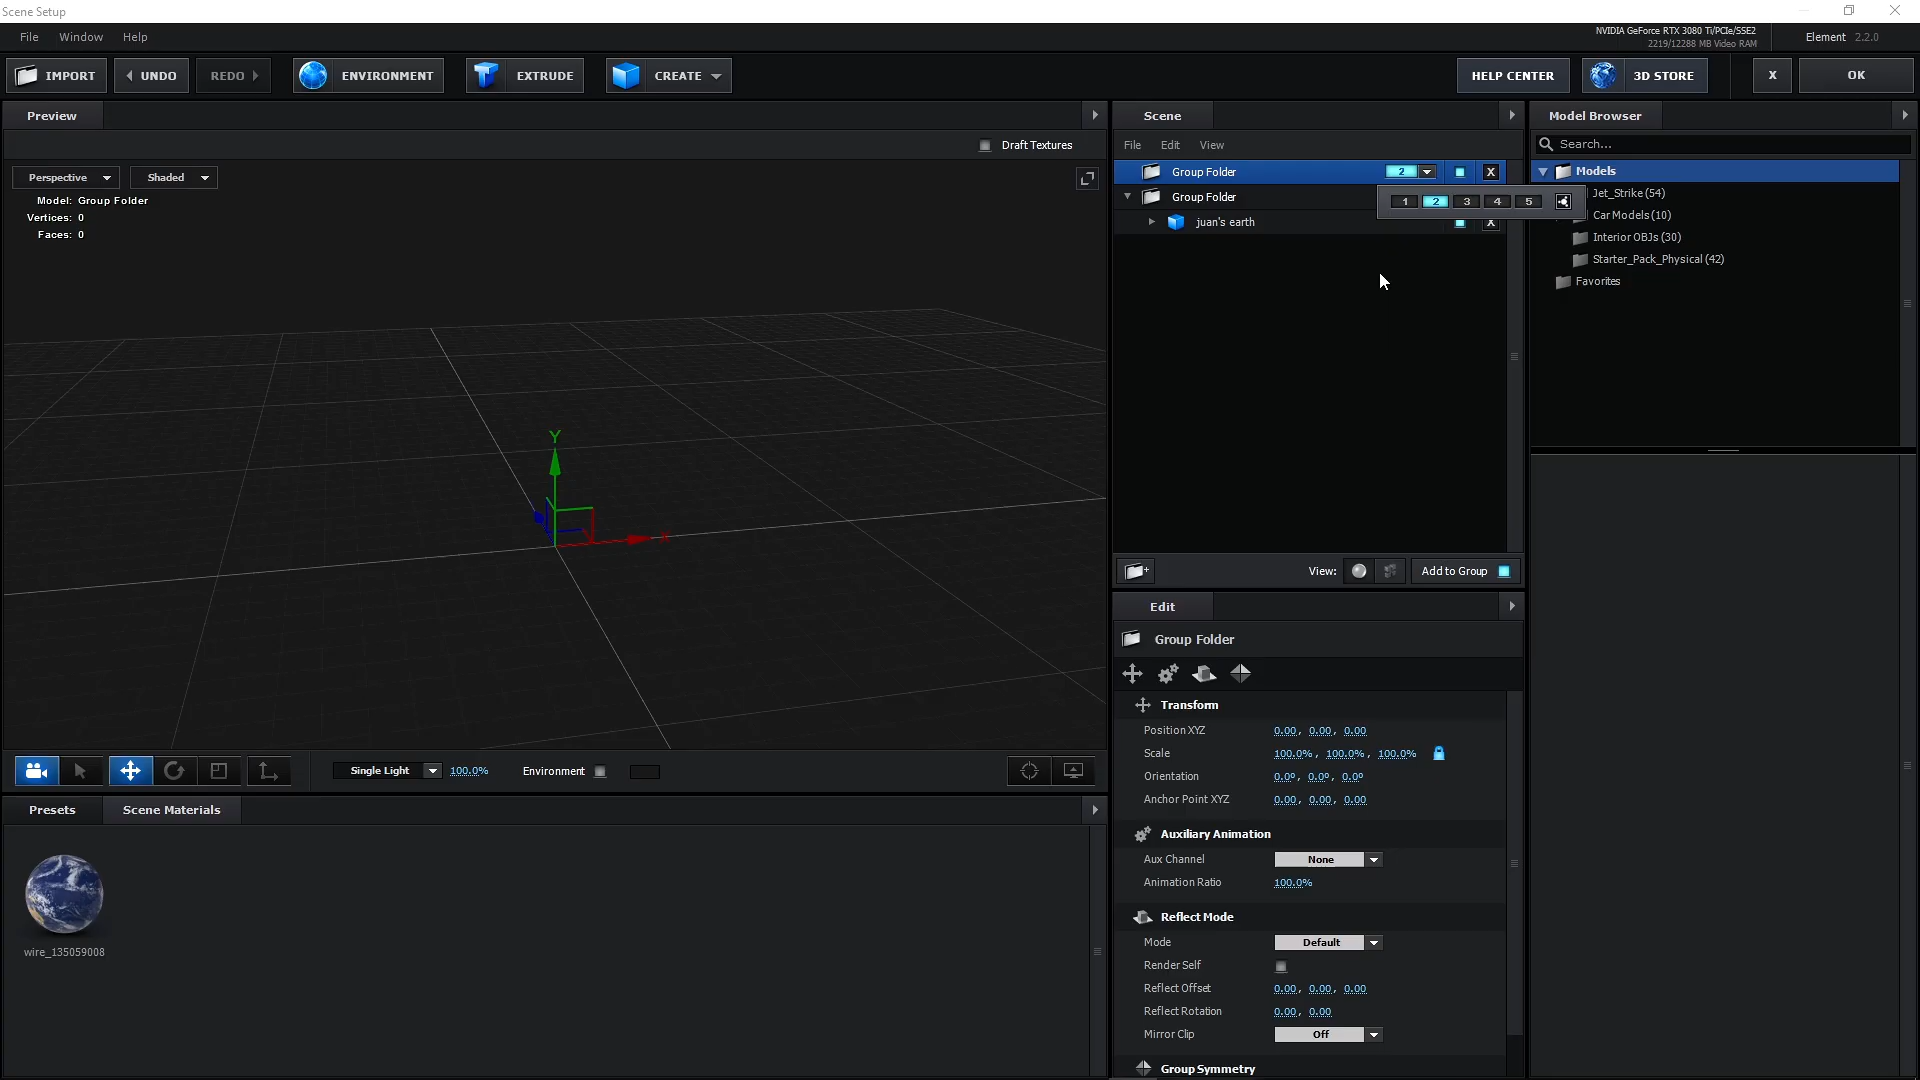 Scene Setup
File Window Help
NVIDIA GeForce RTX 3080 Ti/PCIe/SSE2
2219/12288 MB Video RAM
Element 2.2.0
IMPORT UNDO REDO ENVIRONMENT EXTRUDE CREATE HELP CENTER 3D STORE X OK
Preview
Draft Textures
Perspective Shaded
Model: Group Folder
Vertices: 0
Faces: 0
Y
X
Single Light 100.0% Environment
Presets Scene Materials
wire_135059008
Scene
File Edit View
Group Folder 2 X
Group Folder
1 2 3 4 5
juan's earth X
View: Add to Group
Edit
Group Folder
Transform
Position XYZ 0.00, 0.00, 0.00
Scale 100.0%, 100.0%, 100.0%
Orientation 0.0º, 0.0º, 0.0º
Anchor Point XYZ 0.00, 0.00, 0.00
Auxiliary Animation
Aux Channel None
Animation Ratio 100.0%
Reflect Mode
Mode Default
Render Self
Reflect Offset 0.00, 0.00, 0.00
Reflect Rotation 0.00, 0.00
Mirror Clip Off
Group Symmetry
Model Browser
Search...
Models
Jet_Strike (54)
Car Models (10)
Interior OBJs (30)
Starter_Pack_Physical (42)
Favorites